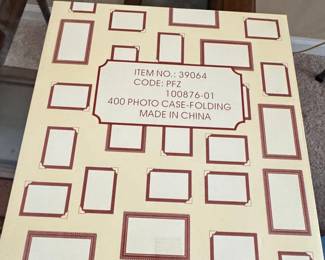 ITEM NO.: 39064
CODE: PFZ
100876-01
400 PHOTO CASE-FOLDING
MADE IN CHINA